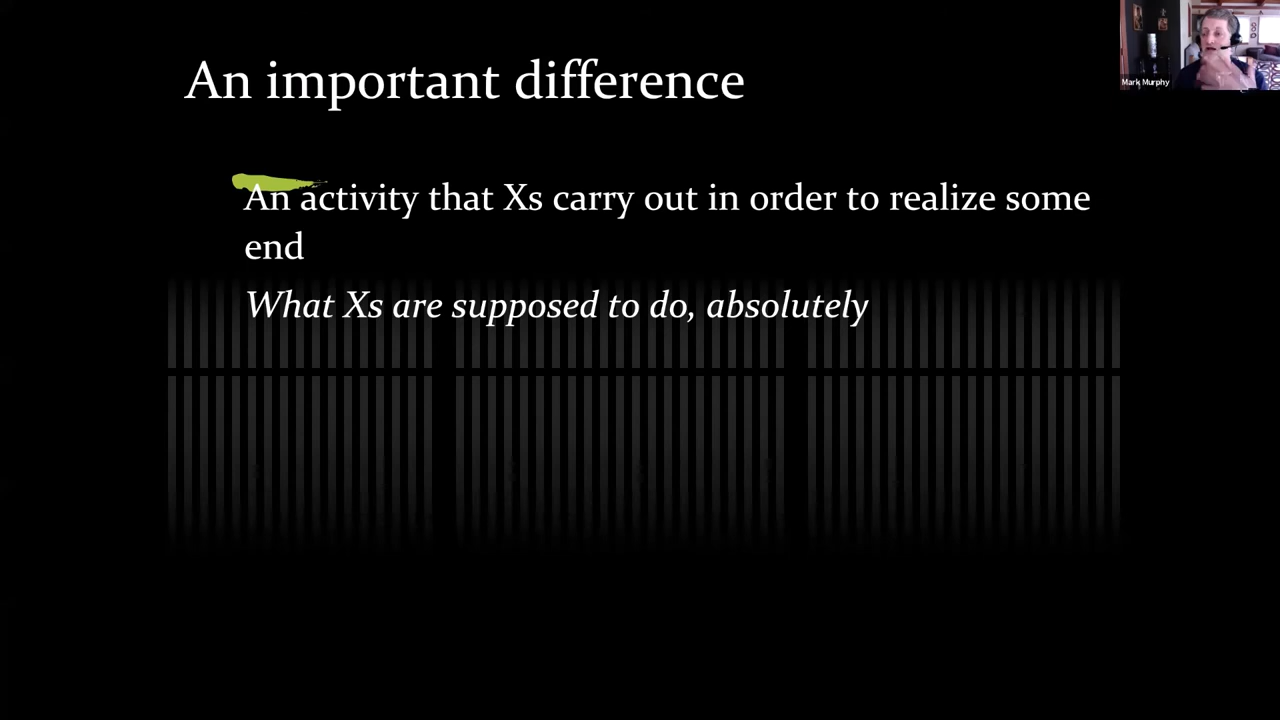 An important difference
Mark Murphy
An activity that Xs carry out in order to realize some
end
What Xs are supposed to do, absolutely